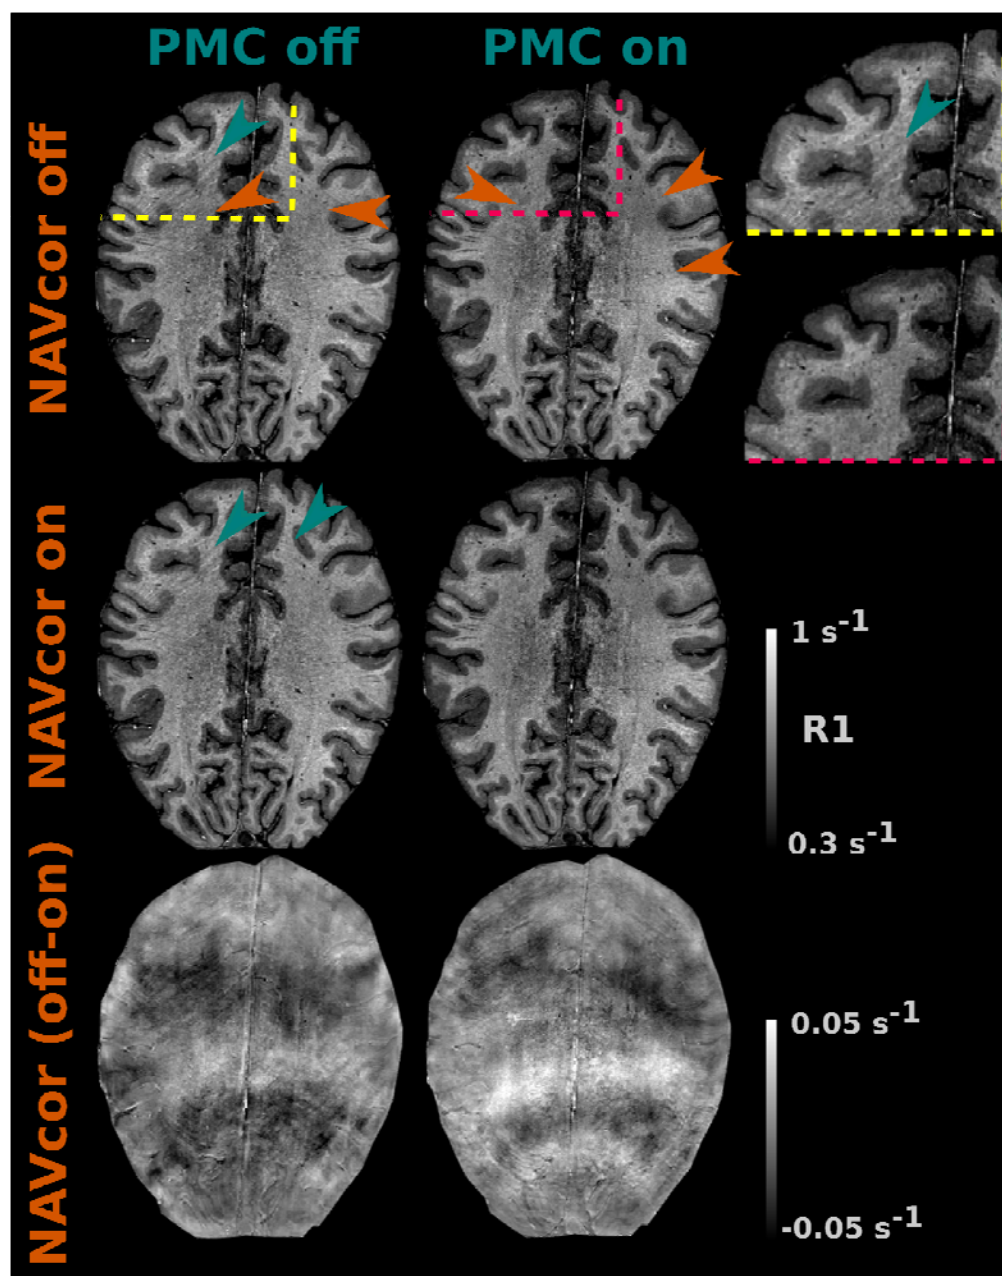 PMC off PMC on
NAVcor off
NAVcor on
1 s-1
R1
0.3 s-1
NAVcor (off-on)
0.05 s-1
-0.05 s-1